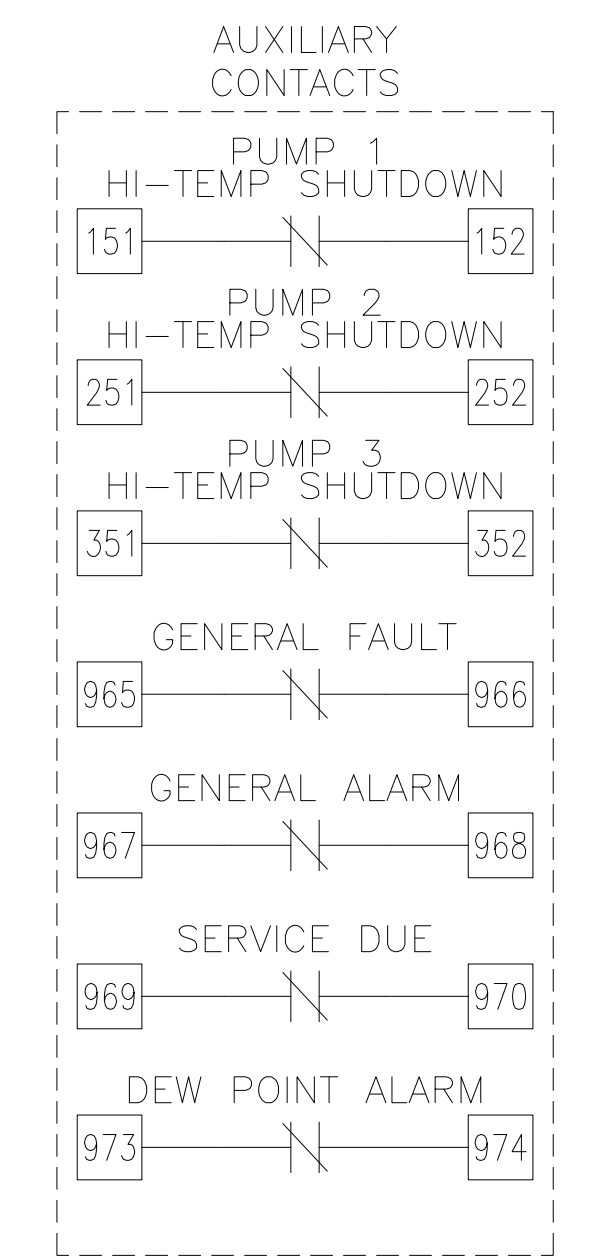 AUXILIARY
CONTACTS
PUMP 1
HI-TEMP SHUTDOWN
151 152
PUMP 2
HI-TEMP SHUTDOWN
251 252
PUMP 3
HI-TEMP SHUTDOWN
351 352
GENERAL FAULT
965 966
GENERAL ALARM
967 968
SERVICE DUE
969 970
DEW POINT ALARM
973 974